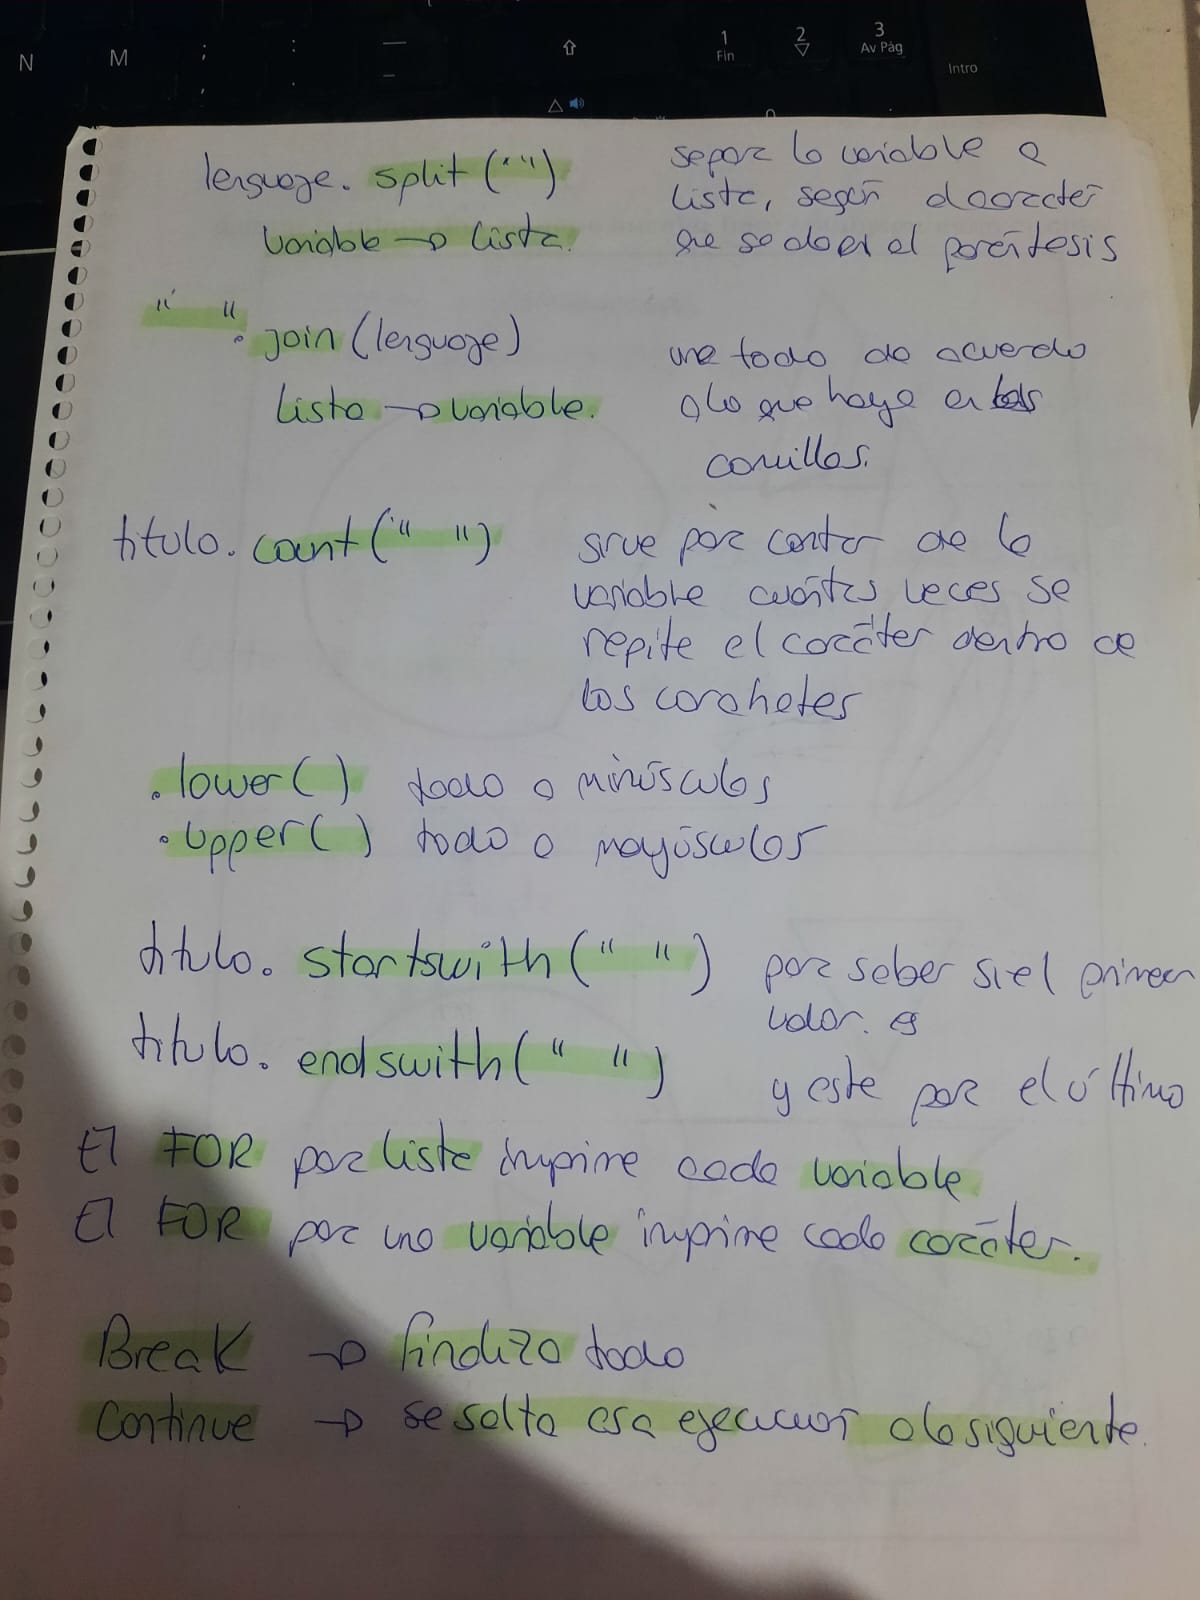 N M ; : — ⇧ 1 2 3
, . – Fin ▽ Av Pág
Intro
lenguaje. split (" ") separa la variable a
variable → lista. lista, segun el caracter
que se da en el paréntesis
" " . join (lenguaje) une todo de acuerdo
lista → variable. a lo que haya en las
comillas.
titulo. count (" ") sirve para contar de la
variable cuántas veces se
repite el carácter dentro de
los corchetes
.lower( ) todo a minúsculas
.upper( ) todo a mayúsculas
titulo. startswith (" ") para saber si el primer
valor. es
titulo. endswith (" ") y este para el último
El FOR para lista imprime cada variable
El FOR para una variable imprime cada carácter.
Break → finaliza todo
Continue → se salta esa ejecución a la siguiente.